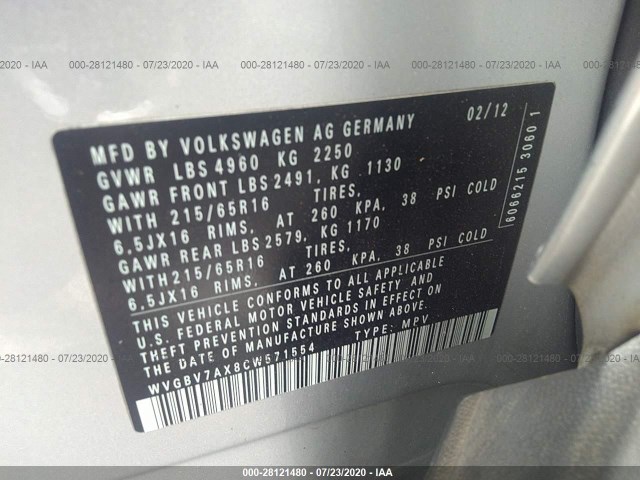 000-28121480 - 07/23/2020 - IAA
MFD BY VOLKSWAGEN AG GERMANY 02/12
GVWR LBS 4960 KG 2250
GAWR FRONT LBS 2491, KG 1130
WITH 215/65R16 TIRES,
6,5JX16 RIMS, AT 260 KPA, 38 PSI COLD
GAWR REAR LBS 2579, KG 1170
WITH 215/65R16 TIRES,
6,5JX16 RIMS, AT 260 KPA, 38 PSI COLD
THIS VEHICLE CONFORMS TO ALL APPLICABLE
U.S. FEDERAL MOTOR VEHICLE SAFETY AND
THEFT PREVENTION STANDARDS IN EFFECT ON
THE DATE OF MANUFACTURE SHOWN ABOVE.
WVGBV7AX8CW571554 TYPE: MPV
6066215 3060 1
000-28121480 - 07/23/2020 - IAA